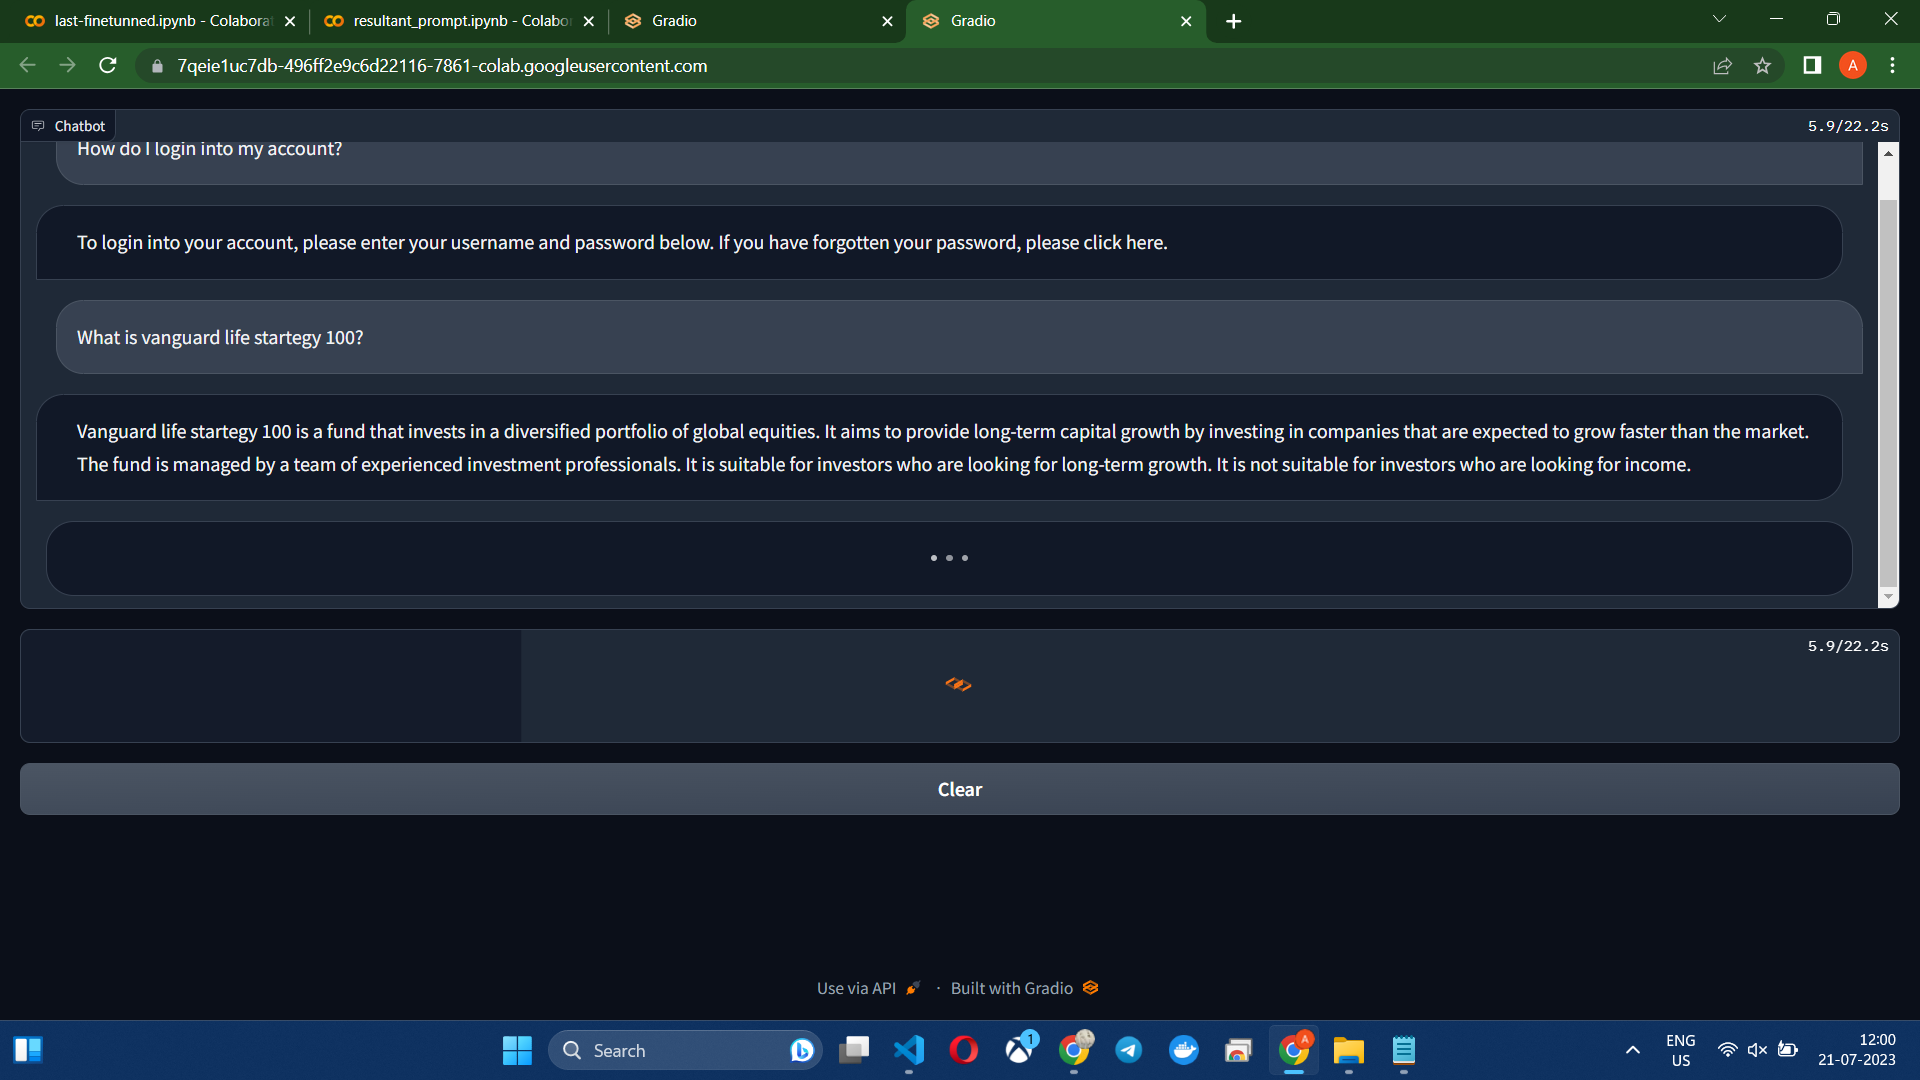 last-finetunned.ipynb - Colabora
resultant_prompt.ipynb - Colabo
Gradio
Gradio
7qeie1uc7db-496ff2e9c6d22116-7861-colab.googleusercontent.com
A
Chatbot
5.9/22.2s
How do I login into my account?
To login into your account, please enter your username and password below. If you have forgotten your password, please click here.
What is vanguard life startegy 100?
Vanguard life startegy 100 is a fund that invests in a diversified portfolio of global equities. It aims to provide long-term capital growth by investing in companies that are expected to grow faster than the market.
The fund is managed by a team of experienced investment professionals. It is suitable for investors who are looking for long-term growth. It is not suitable for investors who are looking for income.
5.9/22.2s
Clear
Use via API · Built with Gradio
Search
1
A
ENG
US
12:00
21-07-2023